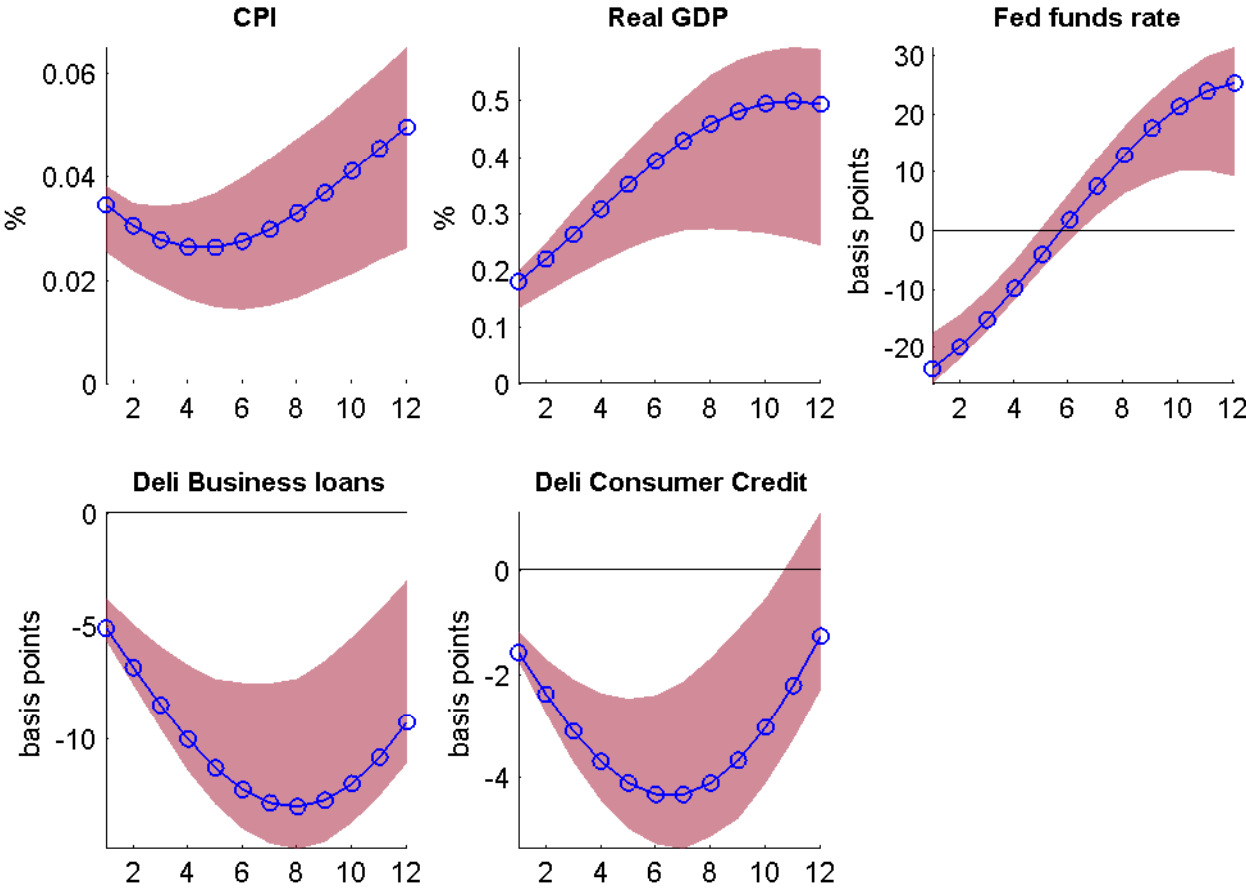 CPI
%
0.06
0.04
0.02
0
2 4 6 8 10 12
Real GDP
%
0.5
0.4
0.3
0.2
0.1
0
2 4 6 8 10 12
Fed funds rate
basis points
30
20
10
0
-10
-20
2 4 6 8 10 12
Deli Business loans
basis points
0
-5
-10
2 4 6 8 10 12
Deli Consumer Credit
basis points
0
-2
-4
2 4 6 8 10 12